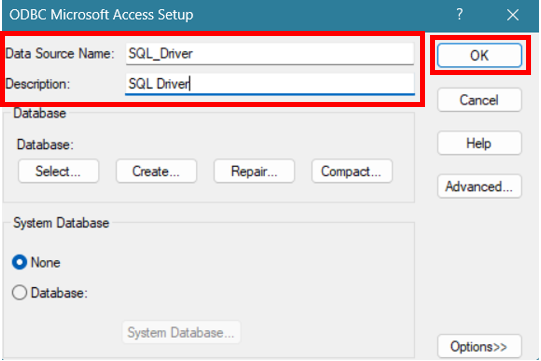 ODBC Microsoft Access Setup ? ×
Data Source Name: SQL_Driver OK
Description: SQL Driver
Cancel
Database
Database: Help
Select... Create... Repair... Compact...
Advanced...
System Database
None
Database:
System Database...
Options>>